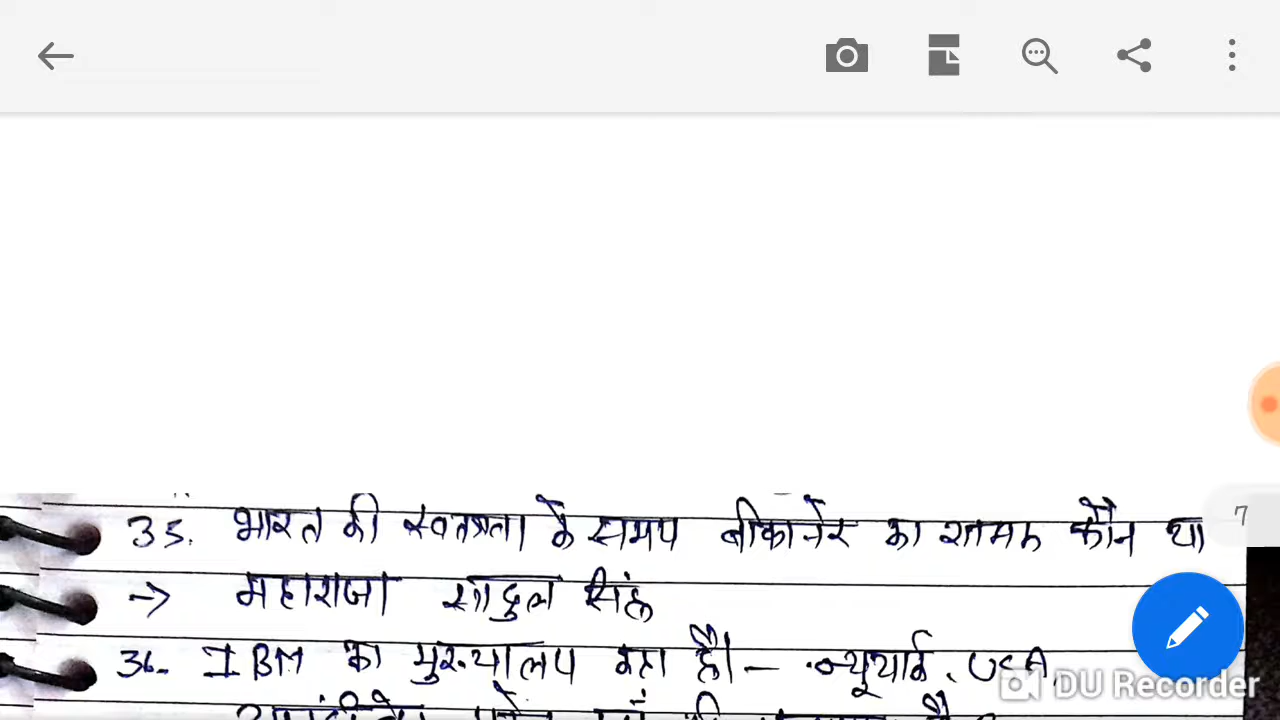 7
35. भारत की स्वतंत्रता के समय बीकानेर का शासक कौन था
→ महाराजा सादुल सिंह
36- IBM का मुख्यालय कहा है। - न्यूयार्क, USA,
DU Recorder